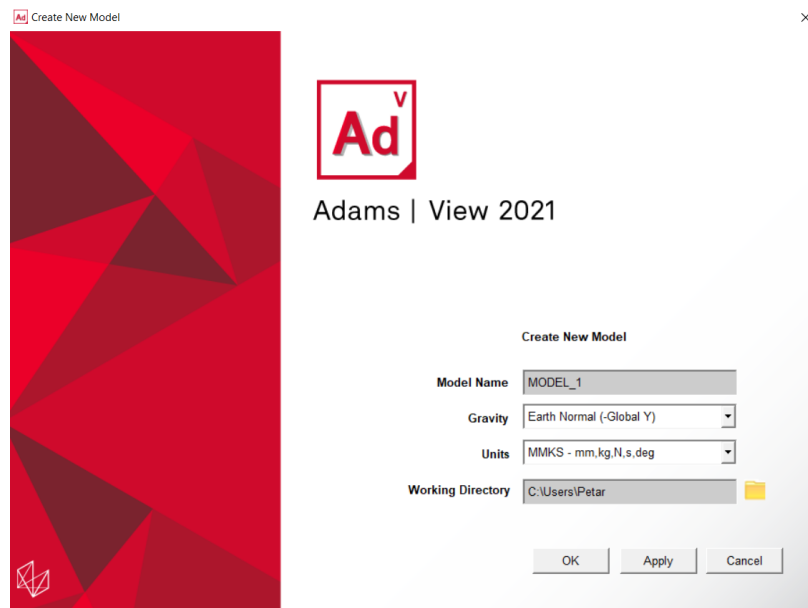 Ad Create New Model
Ad V
Adams | View 2021
Create New Model
Model Name MODEL_1
Gravity Earth Normal (-Global Y)
Units MMKS - mm,kg,N,s,deg
Working Directory C:\Users\Petar
OK Apply Cancel